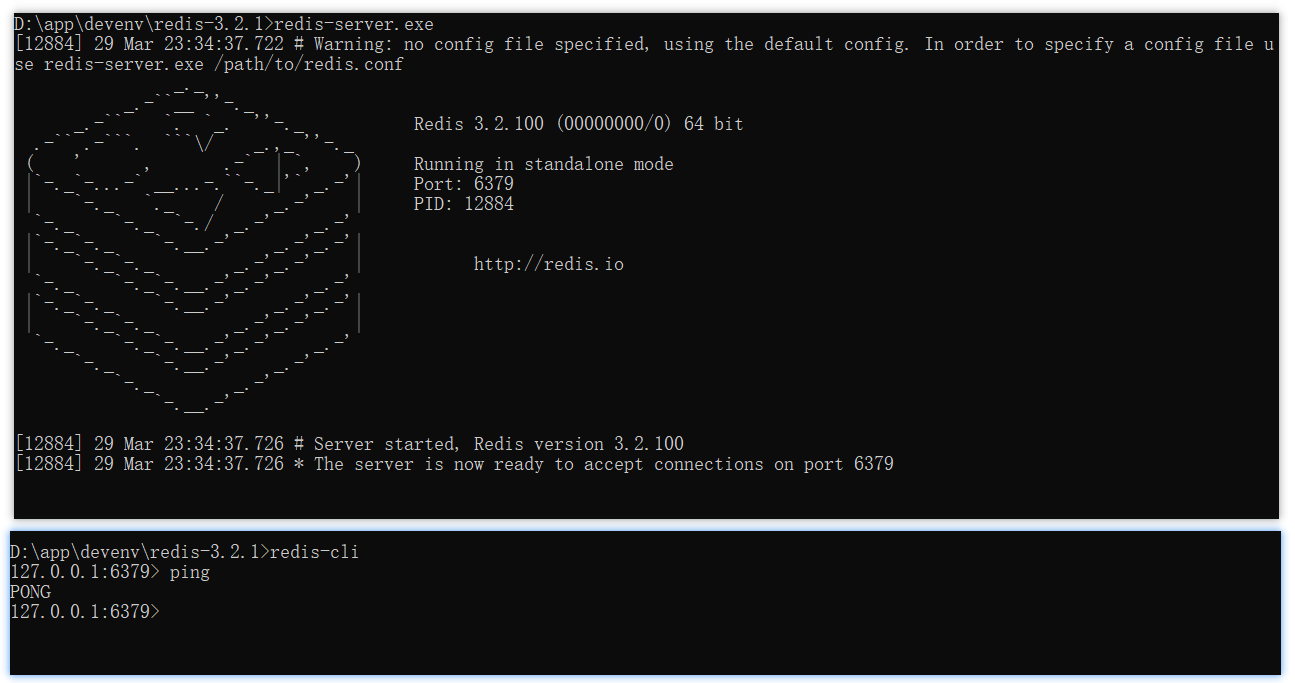 D:\app\devenv\redis-3.2.1>redis-server.exe
[12884] 29 Mar 23:34:37.722 # Warning: no config file specified, using the default config. In order to specify a config file u
se redis-server.exe /path/to/redis.conf
Redis 3.2.100 (00000000/0) 64 bit
Running in standalone mode
Port: 6379
PID: 12884
http://redis.io
[12884] 29 Mar 23:34:37.726 # Server started, Redis version 3.2.100
[12884] 29 Mar 23:34:37.726 * The server is now ready to accept connections on port 6379
D:\app\devenv\redis-3.2.1>redis-cli
127.0.0.1:6379> ping
PONG
127.0.0.1:6379>